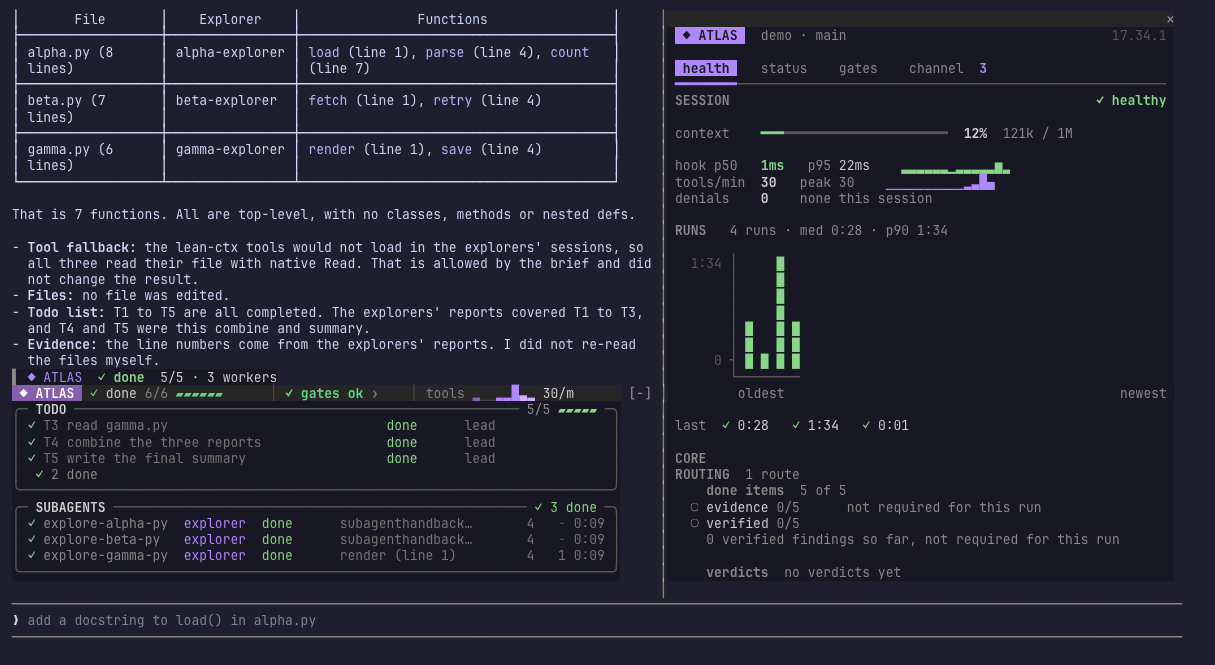 File Explorer Functions
alpha.py (8 lines) alpha-explorer load (line 1), parse (line 4), count (line 7)
beta.py (7 lines) beta-explorer fetch (line 1), retry (line 4)
gamma.py (6 lines) gamma-explorer render (line 1), save (line 4)
That is 7 functions. All are top-level, with no classes, methods or nested defs.
- Tool fallback: the lean-ctx tools would not load in the explorers' sessions, so
all three read their file with native Read. That is allowed by the brief and did
not change the result.
- Files: no file was edited.
- Todo list: T1 to T5 are all completed. The explorers' reports covered T1 to T3,
and T4 and T5 were this combine and summary.
- Evidence: the line numbers come from the explorers' reports. I did not re-read
the files myself.
◆ ATLAS ✓ done 5/5 · 3 workers
◆ ATLAS ✓ done 6/6 ✓ gates ok › tools 30/m [-]
TODO 5/5
✓ T3 read gamma.py done lead
✓ T4 combine the three reports done lead
✓ T5 write the final summary done lead
✓ 2 done
SUBAGENTS ✓ 3 done
✓ explore-alpha-py explorer done subagenthandback… 4 - 0:09
✓ explore-beta-py explorer done subagenthandback… 4 - 0:09
✓ explore-gamma-py explorer done render (line 1) 4 1 0:09
❯ add a docstring to load() in alpha.py
×
◆ ATLAS demo · main 17.34.1
health status gates channel 3
SESSION ✓ healthy
context 12% 121k / 1M
hook p50 1ms p95 22ms
tools/min 30 peak 30
denials 0 none this session
RUNS 4 runs · med 0:28 · p90 1:34
1:34
0
oldest newest
last ✓ 0:28 ✓ 1:34 ✓ 0:01
CORE
ROUTING 1 route
done items 5 of 5
○ evidence 0/5 not required for this run
○ verified 0/5
0 verified findings so far, not required for this run
verdicts no verdicts yet